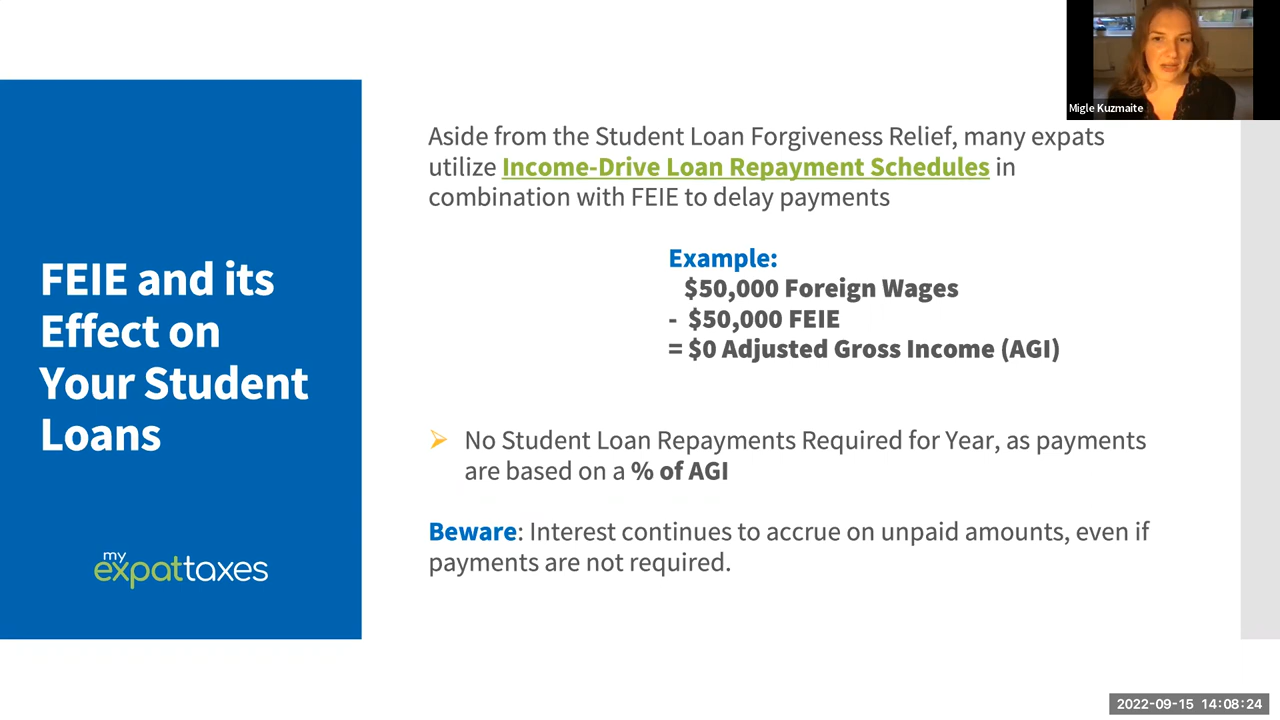 Migle Kuzmaite
Aside from the Student Loan Forgiveness Relief, many expats
utilize Income-Drive Loan Repayment Schedules in
combination with FEIE to delay payments
Example:
$50,000 Foreign Wages
- $50,000 FEIE
= $0 Adjusted Gross Income (AGI)
FEIE and its
Effect on
Your Student
Loans
➢ No Student Loan Repayments Required for Year, as payments
are based on a % of AGI
Beware: Interest continues to accrue on unpaid amounts, even if
payments are not required.
my
expattaxes
2022-09-15 14:08:24